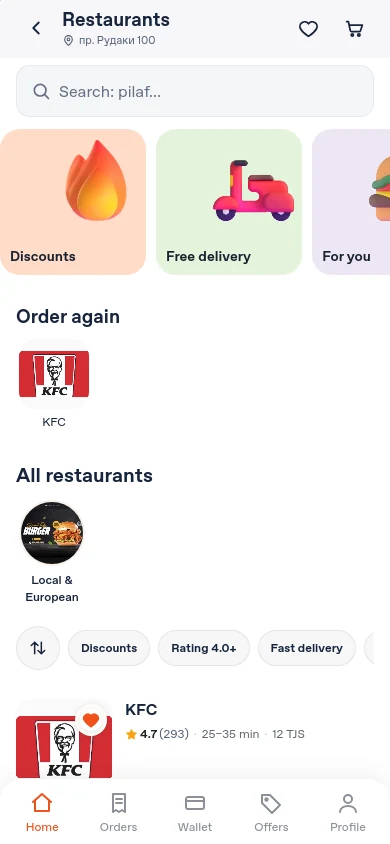 Restaurants
пр. Рудаки 100
Search: pilaf...
Discounts
Free delivery
For you
Order again
KFC
KFC
All restaurants
BURGER
Local &
European
Discounts
Rating 4.0+
Fast delivery
KFC
4.7 (293) · 25–35 min · 12 TJS
KFC
Home
Orders
Wallet
Offers
Profile